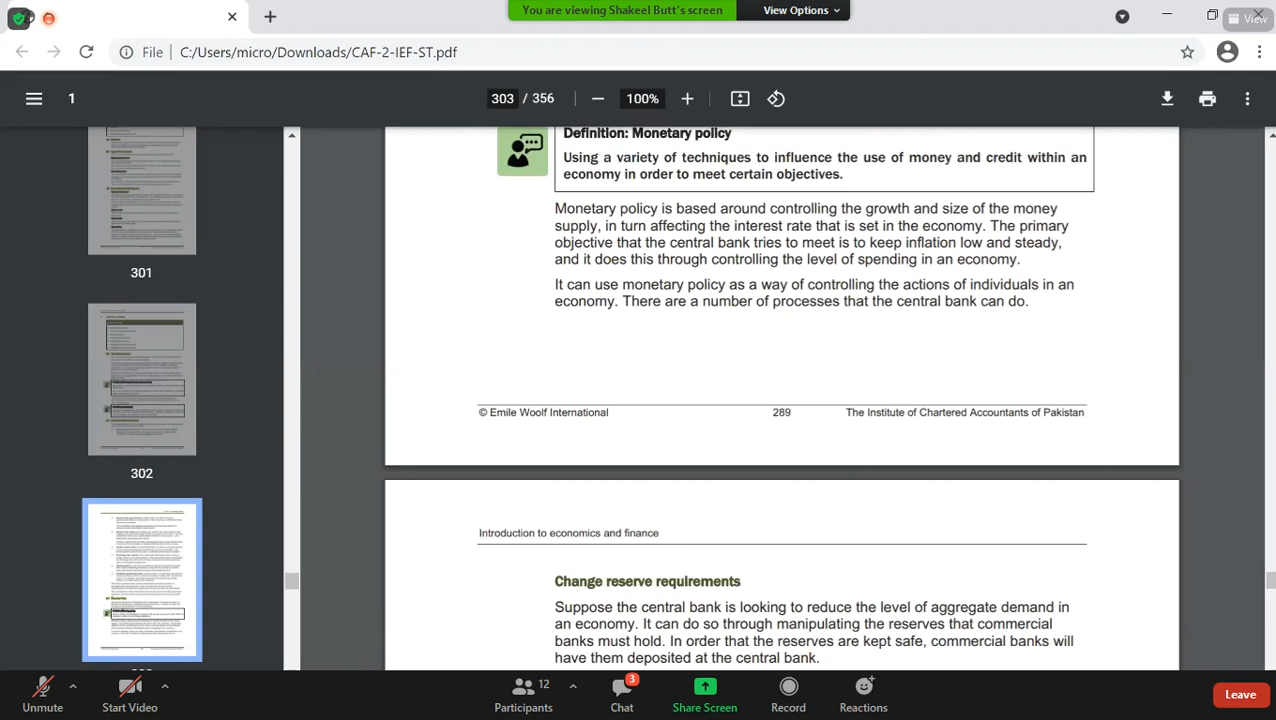 You are viewing Shakeel Butt's screen
View Options
View
File
C:/Users/micro/Downloads/CAF-2-IEF-ST.pdf
1
303 / 356
100%
301
302
Definition: Monetary policy
Using a variety of techniques to influence the use of money and credit within an
economy in order to meet certain objectives.
Monetary policy is based around controlling the growth and size of the money
supply, in turn affecting the interest rate that is set in the economy. The primary
objective that the central bank tries to meet is to keep inflation low and steady,
and it does this through controlling the level of spending in an economy.
It can use monetary policy as a way of controlling the actions of individuals in an
economy. There are a number of processes that the central bank can do.
© Emile Woolf International
289
The Institute of Chartered Accountants of Pakistan
Introduction to economics and finance
Change reserve requirements
Suppose the central bank is looking to reduce the level of aggregate demand in
an economy. It can do so through manipulating the reserves that commercial
banks must hold. In order that the reserves are kept safe, commercial banks will
have them deposited at the central bank.
Unmute
Start Video
12
Participants
3
Chat
Share Screen
Record
Reactions
Leave